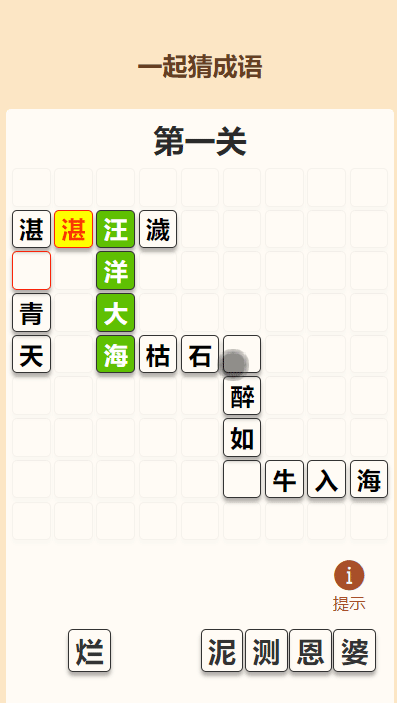 一起猜成语
第一关
湛湛汪濊
洋
青大
天海枯石
醉
如
牛入海
i
提示
烂泥测恩婆